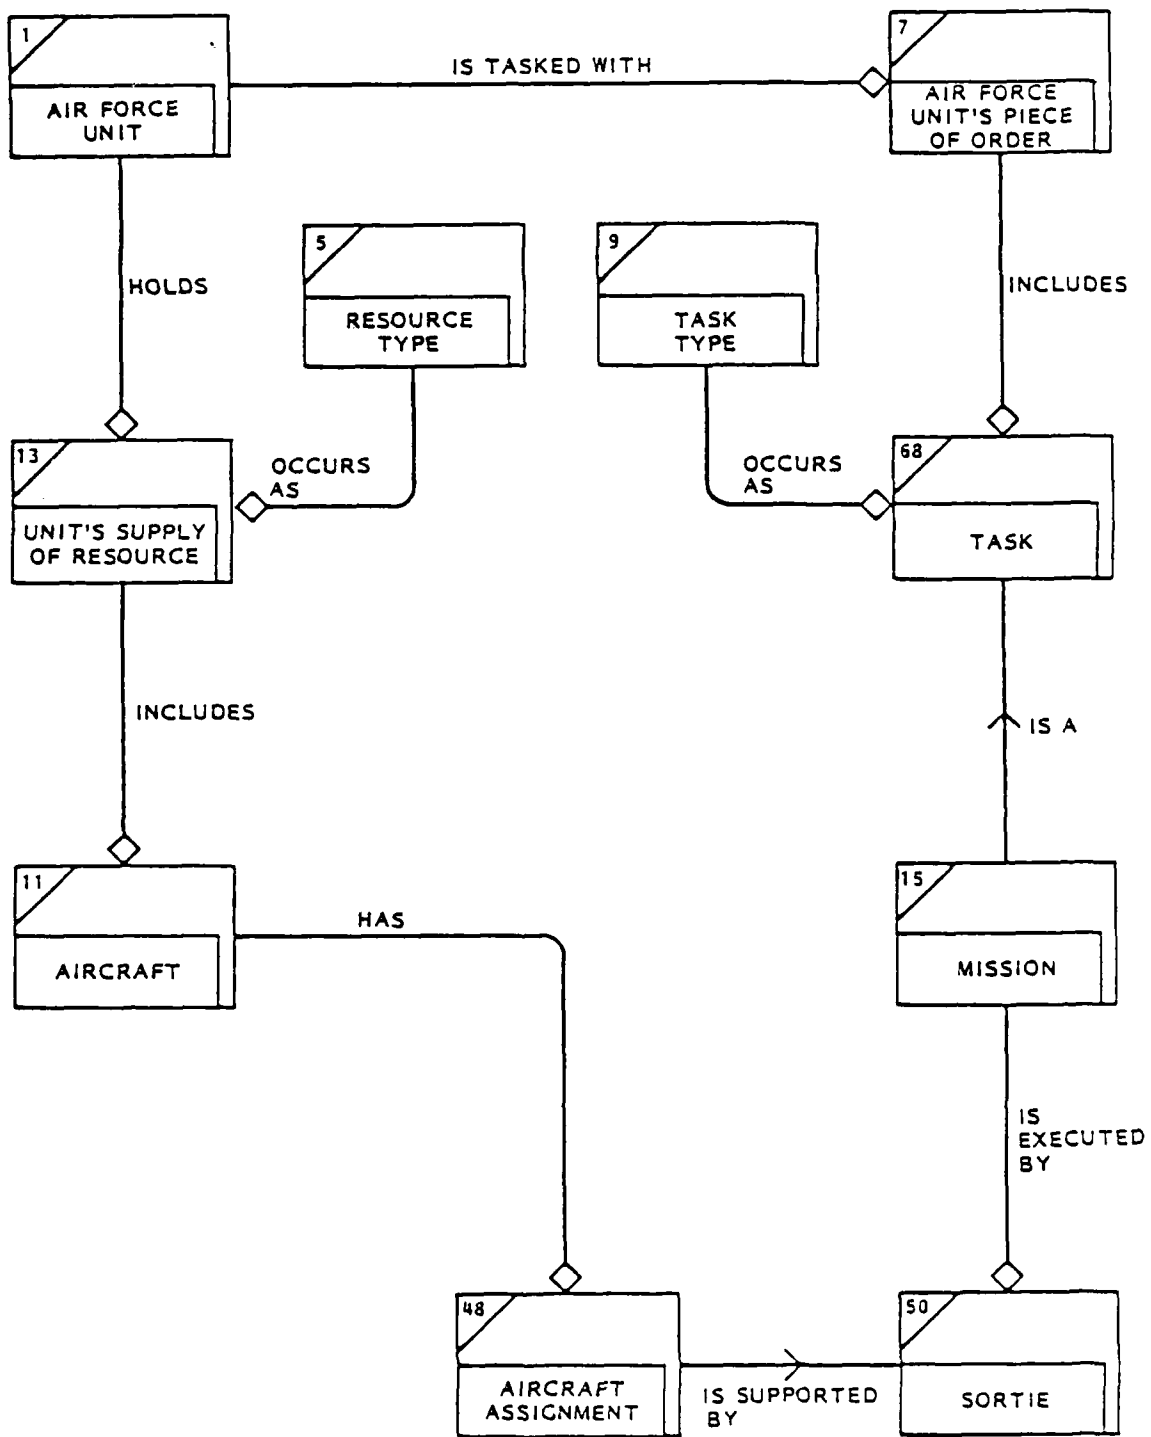 1
7
IS TASKED WITH
AIR FORCE
UNIT
AIR FORCE
UNIT'S PIECE
OF ORDER
5
9
HOLDS
INCLUDES
RESOURCE
TYPE
TASK
TYPE
13
OCCURS
AS
OCCURS
AS
68
UNIT'S SUPPLY
OF RESOURCE
TASK
INCLUDES
IS A
11
15
HAS
AIRCRAFT
MISSION
IS
EXECUTED
BY
48
50
AIRCRAFT
ASSIGNMENT
IS SUPPORTED
BY
SORTIE